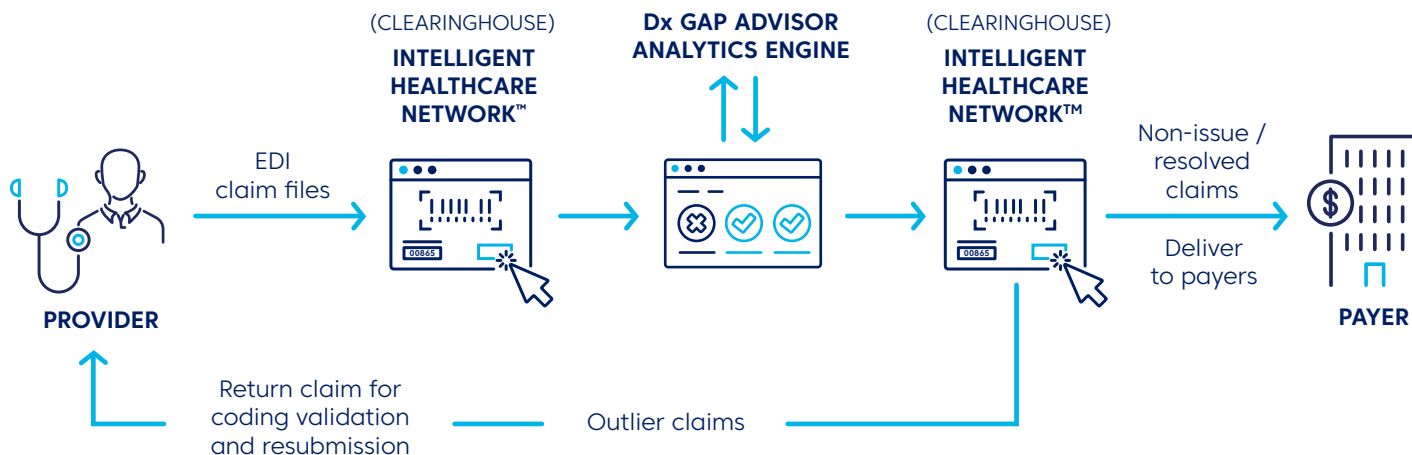 (CLEARINGHOUSE)
INTELLIGENT
HEALTHCARE
NETWORK™
Dx GAP ADVISOR
ANALYTICS ENGINE
(CLEARINGHOUSE)
INTELLIGENT
HEALTHCARE
NETWORK™
EDI
claim files
00865
00865
Non-issue /
resolved
claims
Deliver
to payers
$
PROVIDER
PAYER
Return claim for
coding validation
and resubmission
Outlier claims